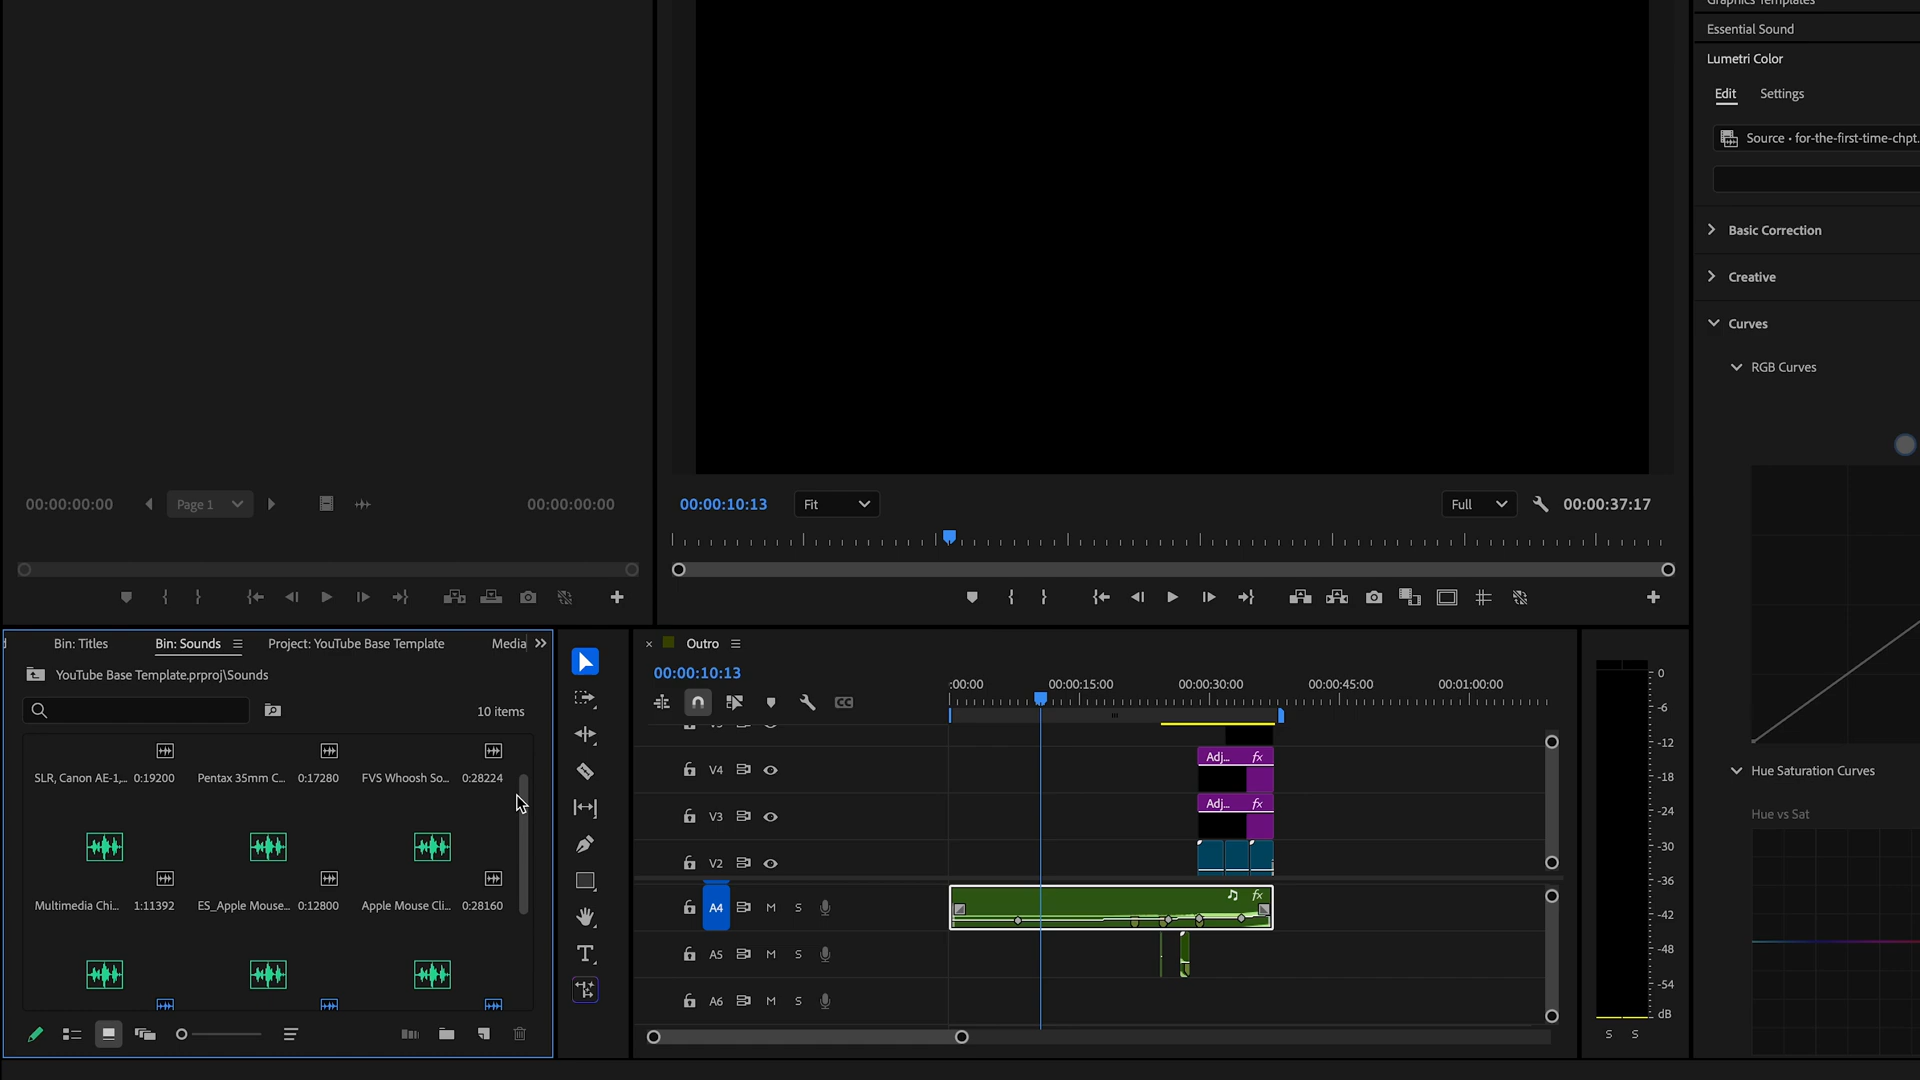 Graphics Templates
Essential Sound
Lumetri Color
Edit Settings
Source • for-the-first-time-chpt.
Basic Correction
Creative
Curves
RGB Curves
00:00:00:00
Page 1
00:00:00:00
00:00:10:13
Fit
Full
00:00:37:17
Bin: Titles
Bin: Sounds
Project: YouTube Base Template
Media
YouTube Base Template.prproj\Sounds
10 items
SLR, Canon AE-1,... 0:19200
Pentax 35mm C... 0:17280
FVS Whoosh So... 0:28224
Multimedia Chi... 1:11392
ES_Apple Mouse... 0:12800
Apple Mouse Cli... 0:28160
Outro
00:00:10:13
:00:00
00:00:15:00
00:00:30:00
00:00:45:00
00:01:00:00
CC
V4
Adj... fx
V3
Adj... fx
V2
A4 M S
fx
A5 M S
A6 M S
0
-6
-12
-18
-24
-30
-36
-42
-48
-54
dB
S S
Hue Saturation Curves
Hue vs Sat